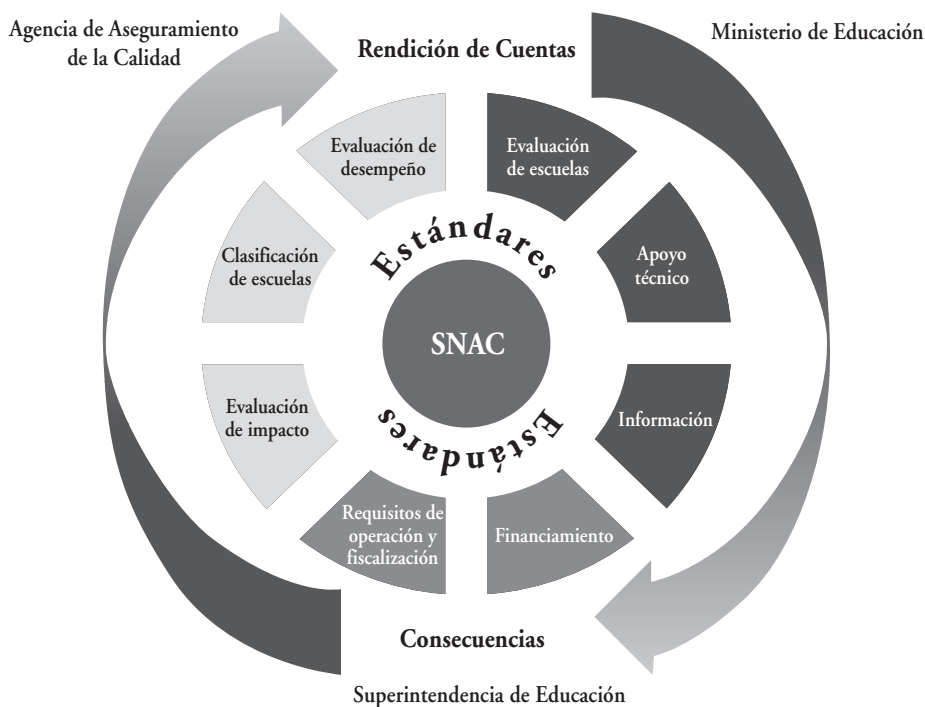 Agencia de Aseguramiento
de la Calidad
Rendición de Cuentas
Ministerio de Educación
Evaluación de
desempeño
Evaluación
de escuelas
Estándares
Clasificación
de escuelas
Apoyo
técnico
SNAC
Evaluación
de impacto
Información
Estándares
Requisitos de
operación y
fiscalización
Financiamiento
Consecuencias
Superintendencia de Educación